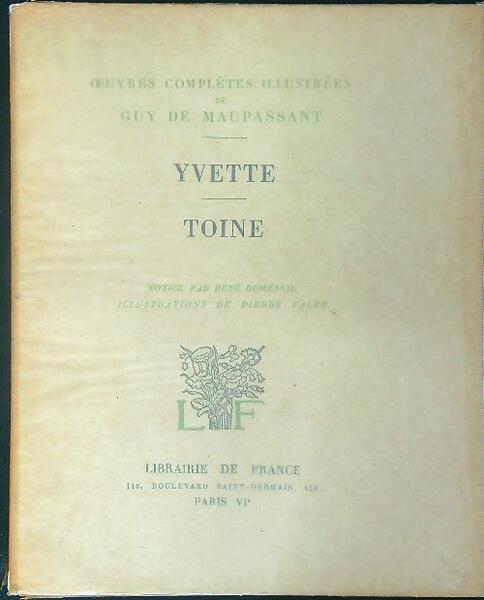 ŒUVRES COMPLÈTES ILLUSTRÉES
DE
GUY DE MAUPASSANT
YVETTE
TOINE
NOTICE PAR RENÉ DUMESNIL
ILLUSTRATIONS DE PIERRE FALKÉ
L F
LIBRAIRIE DE FRANCE
110, BOULEVARD SAINT-GERMAIN, 110
PARIS VIe